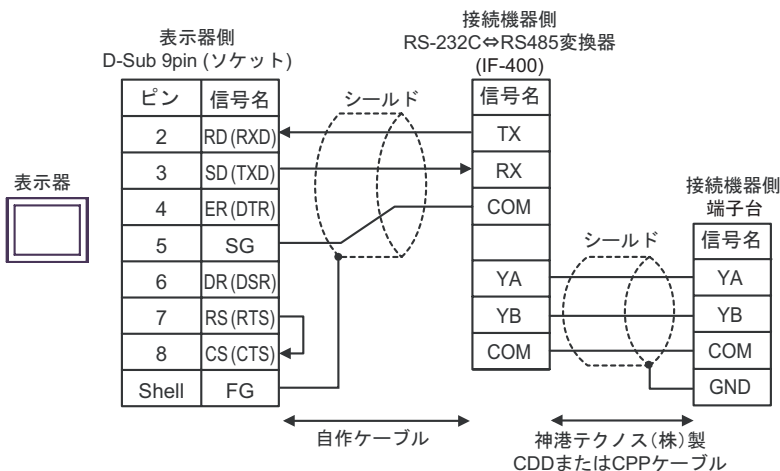 表示器側
D-Sub 9pin (ソケット)
接続機器側
RS-232C⇔RS485変換器
(IF-400)
ピン 信号名
シールド
信号名
2 RD(RXD)
TX
3 SD(TXD)
RX
4 ER(DTR)
COM
5 SG
6 DR(DSR)
YA
7 RS(RTS)
YB
8 CS(CTS)
COM
Shell FG
表示器
接続機器側
端子台
シールド
信号名
YA
YB
COM
GND
自作ケーブル
神港テクノス(株)製
CDDまたはCPPケーブル